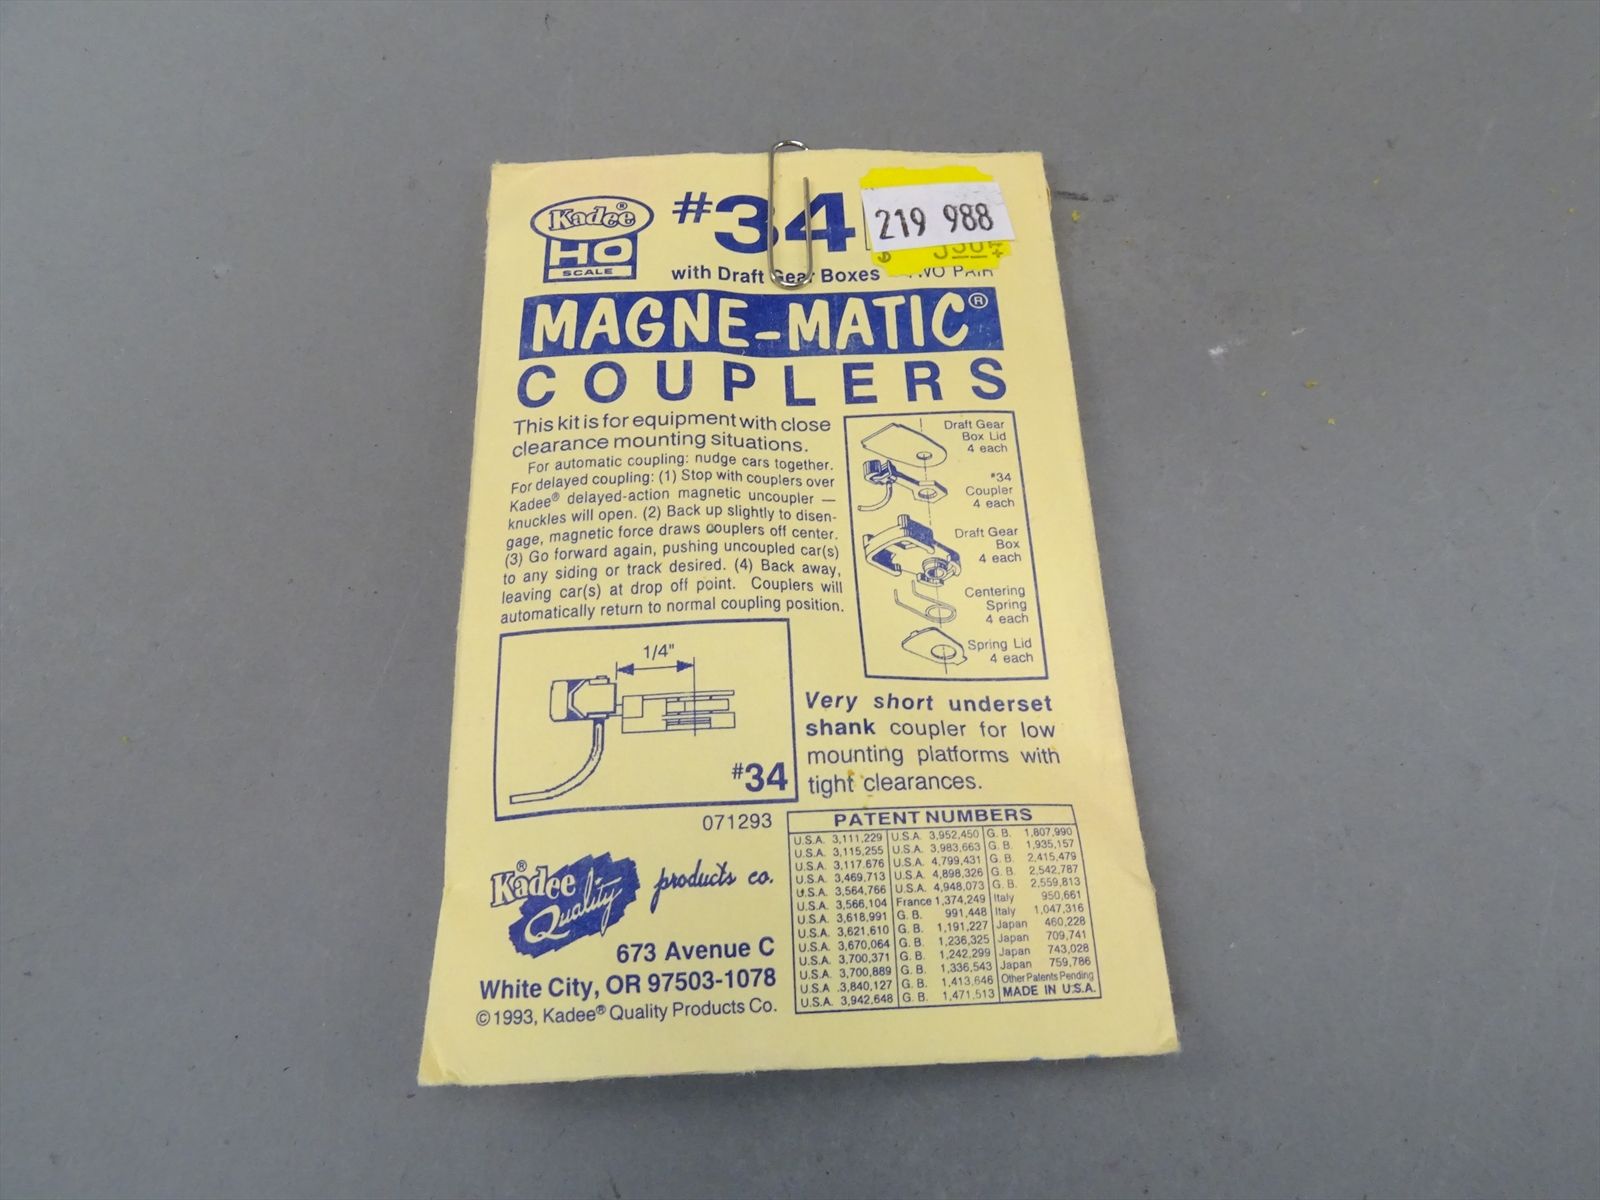 Kadee®
HO
SCALE
#34
219 988
with Draft Gear Boxes TWO PAIR
MAGNE-MATIC®
COUPLERS
This kit is for equipment with close
clearance mounting situations.
For automatic coupling: nudge cars together.
For delayed coupling: (1) Stop with couplers over
Kadee® delayed-action magnetic uncoupler —
knuckles will open. (2) Back up slightly to disen-
gage, magnetic force draws couplers off center.
(3) Go forward again, pushing uncoupled car(s)
to any siding or track desired. (4) Back away,
leaving car(s) at drop off point. Couplers will
automatically return to normal coupling position.
Draft Gear
Box Lid
4 each
#34
Coupler
4 each
Draft Gear
Box
4 each
Centering
Spring
4 each
Spring Lid
4 each
1/4"
#34
Very short underset
shank coupler for low
mounting platforms with
tight clearances.
071293
Kadee®
Quality
products co.
673 Avenue C
White City, OR 97503-1078
©1993, Kadee® Quality Products Co.
PATENT NUMBERS
U.S.A. 3,111,229 U.S.A. 3,952,450 G. B. 1,807,990
U.S.A. 3,115,255 U.S.A. 3,983,663 G. B. 1,935,157
U.S.A. 3,117,676 U.S.A. 4,799,431 G. B. 2,415,479
U.S.A. 3,469,713 U.S.A. 4,898,326 G. B. 2,542,787
U.S.A. 3,564,766 U.S.A. 4,948,073 G. B. 2,559,813
U.S.A. 3,566,104 France 1,374,249 Italy 950,661
U.S.A. 3,618,991 G. B. 991,448 Italy 1,047,316
U.S.A. 3,621,610 G. B. 1,191,227 Japan 460,228
U.S.A. 3,670,064 G. B. 1,236,325 Japan 709,741
U.S.A. 3,700,371 G. B. 1,242,299 Japan 743,028
U.S.A. 3,700,889 G. B. 1,336,543 Japan 759,786
U.S.A. 3,840,127 G. B. 1,413,646 Other Patents Pending
U.S.A. 3,942,648 G. B. 1,471,513 MADE IN U.S.A.